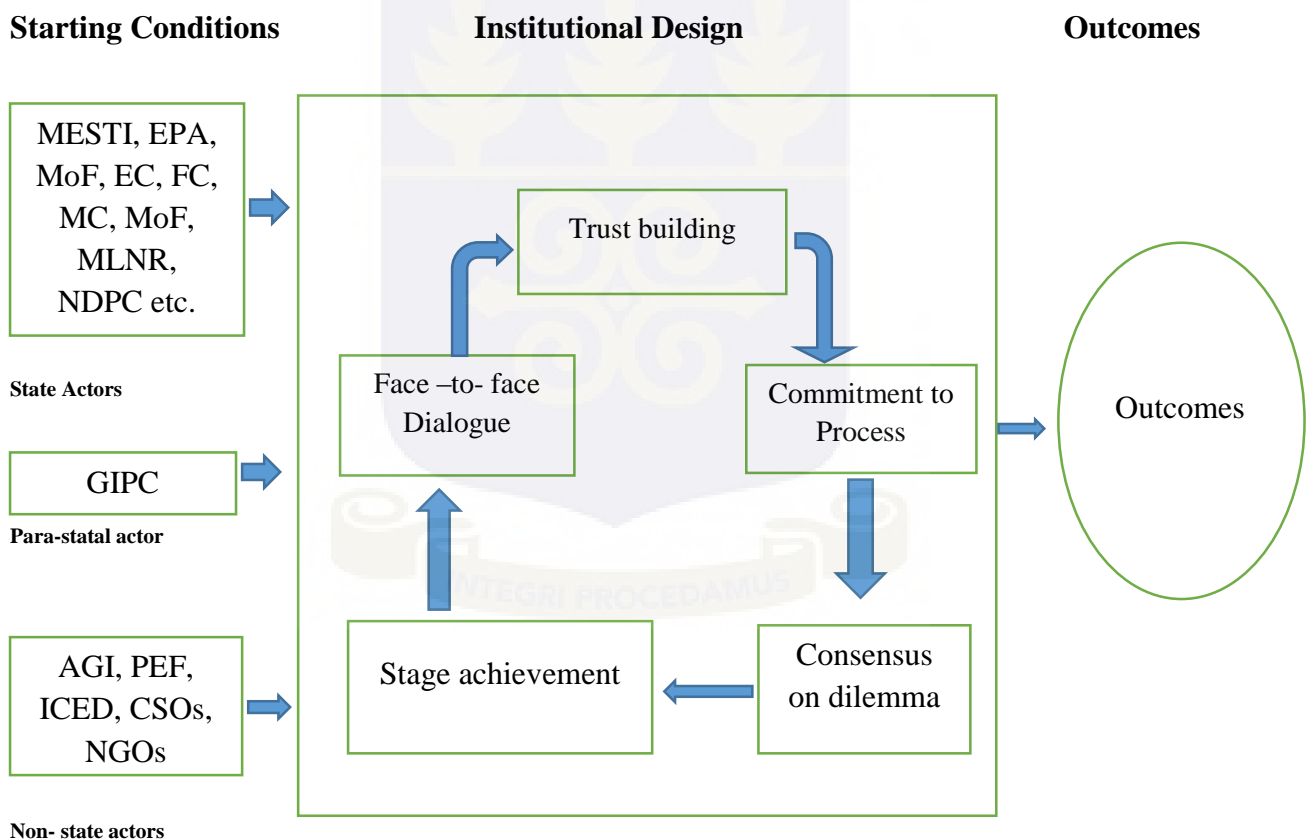 Starting Conditions
Institutional Design
Outcomes
MESTI, EPA,
MoF, EC, FC,
MC, MoF,
MLNR,
NDPC etc.
State Actors
GIPC
Para-statal actor
AGI, PEF,
ICED, CSOs,
NGOs
Non- state actors
Trust building
Face –to- face
Dialogue
Commitment to
Process
Stage achievement
Consensus
on dilemma
INTEGRI PROCEDAMUS
Outcomes